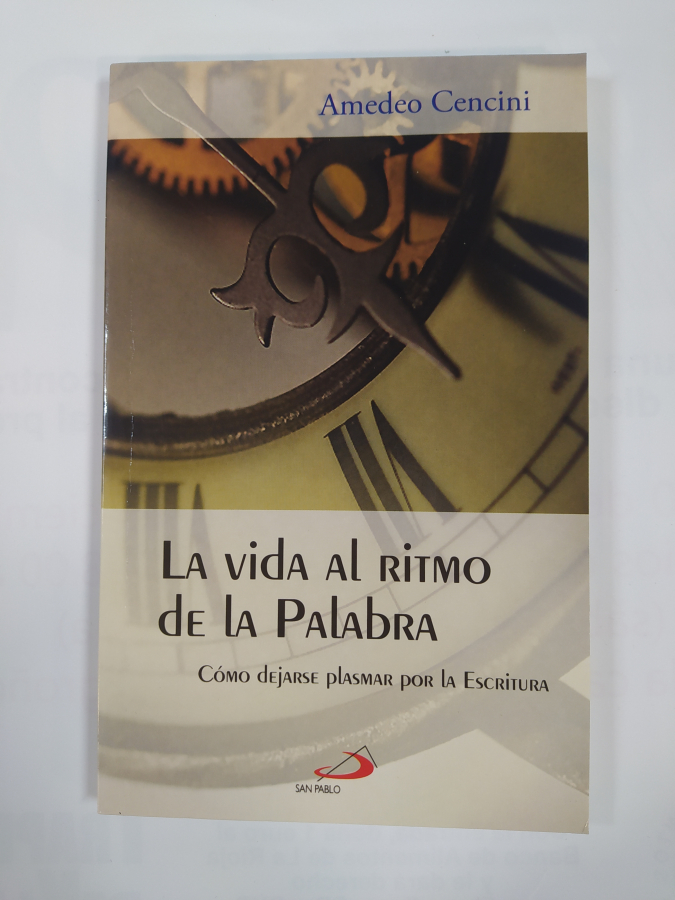 Amedeo Cencini
La vida al ritmo
de la Palabra
Cómo dejarse plasmar por la Escritura
SAN PABLO